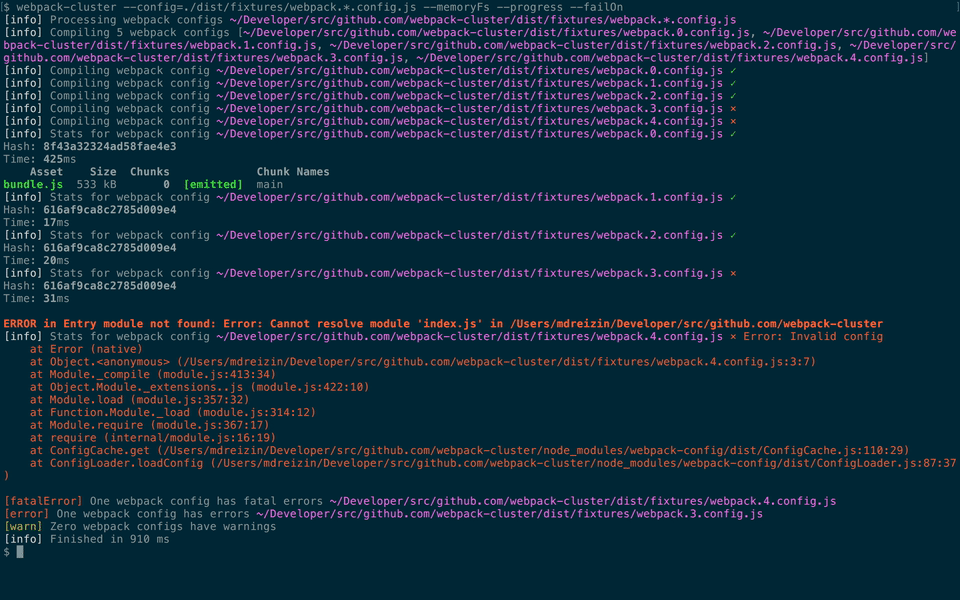 $ webpack-cluster --config=./dist/fixtures/webpack.*.config.js --memoryFs --progress --failOn
[info] Processing webpack configs ~/Developer/src/github.com/webpack-cluster/dist/fixtures/webpack.*.config.js
[info] Compiling 5 webpack configs [~/Developer/src/github.com/webpack-cluster/dist/fixtures/webpack.0.config.js, ~/Developer/src/github.com/we
bpack-cluster/dist/fixtures/webpack.1.config.js, ~/Developer/src/github.com/webpack-cluster/dist/fixtures/webpack.2.config.js, ~/Developer/src/
github.com/webpack-cluster/dist/fixtures/webpack.3.config.js, ~/Developer/src/github.com/webpack-cluster/dist/fixtures/webpack.4.config.js]
[info] Compiling webpack config ~/Developer/src/github.com/webpack-cluster/dist/fixtures/webpack.0.config.js ✓
[info] Compiling webpack config ~/Developer/src/github.com/webpack-cluster/dist/fixtures/webpack.1.config.js ✓
[info] Compiling webpack config ~/Developer/src/github.com/webpack-cluster/dist/fixtures/webpack.2.config.js ✓
[info] Compiling webpack config ~/Developer/src/github.com/webpack-cluster/dist/fixtures/webpack.3.config.js ×
[info] Compiling webpack config ~/Developer/src/github.com/webpack-cluster/dist/fixtures/webpack.4.config.js ×
[info] Stats for webpack config ~/Developer/src/github.com/webpack-cluster/dist/fixtures/webpack.0.config.js ✓
Hash: 8f43a32324ad58fae4e3
Time: 425ms
    Asset    Size  Chunks             Chunk Names
bundle.js  533 kB       0  [emitted]  main
[info] Stats for webpack config ~/Developer/src/github.com/webpack-cluster/dist/fixtures/webpack.1.config.js ✓
Hash: 616af9ca8c2785d009e4
Time: 17ms
[info] Stats for webpack config ~/Developer/src/github.com/webpack-cluster/dist/fixtures/webpack.2.config.js ✓
Hash: 616af9ca8c2785d009e4
Time: 20ms
[info] Stats for webpack config ~/Developer/src/github.com/webpack-cluster/dist/fixtures/webpack.3.config.js ×
Hash: 616af9ca8c2785d009e4
Time: 31ms
ERROR in Entry module not found: Error: Cannot resolve module 'index.js' in /Users/mdreizin/Developer/src/github.com/webpack-cluster
[info] Stats for webpack config ~/Developer/src/github.com/webpack-cluster/dist/fixtures/webpack.4.config.js × Error: Invalid config
    at Error (native)
    at Object.<anonymous> (/Users/mdreizin/Developer/src/github.com/webpack-cluster/dist/fixtures/webpack.4.config.js:3:7)
    at Module._compile (module.js:413:34)
    at Object.Module._extensions..js (module.js:422:10)
    at Module.load (module.js:357:32)
    at Function.Module._load (module.js:314:12)
    at Module.require (module.js:367:17)
    at require (internal/module.js:16:19)
    at ConfigCache.get (/Users/mdreizin/Developer/src/github.com/webpack-cluster/node_modules/webpack-config/dist/ConfigCache.js:110:29)
    at ConfigLoader.loadConfig (/Users/mdreizin/Developer/src/github.com/webpack-cluster/node_modules/webpack-config/dist/ConfigLoader.js:87:37
)
[fatalError] One webpack config has fatal errors ~/Developer/src/github.com/webpack-cluster/dist/fixtures/webpack.4.config.js
[error] One webpack config has errors ~/Developer/src/github.com/webpack-cluster/dist/fixtures/webpack.3.config.js
[warn] Zero webpack configs have warnings
[info] Finished in 910 ms
$